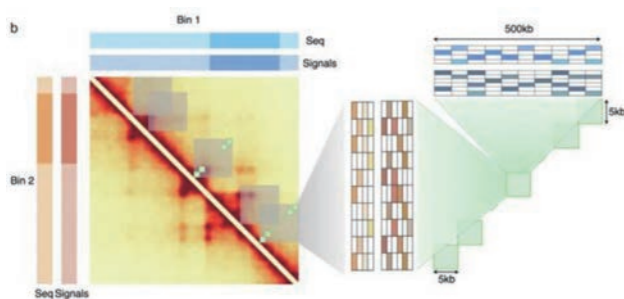 b
Bin 1
Seq
Signals
Bin 2
Seq Signals
500kb
5kb
5kb